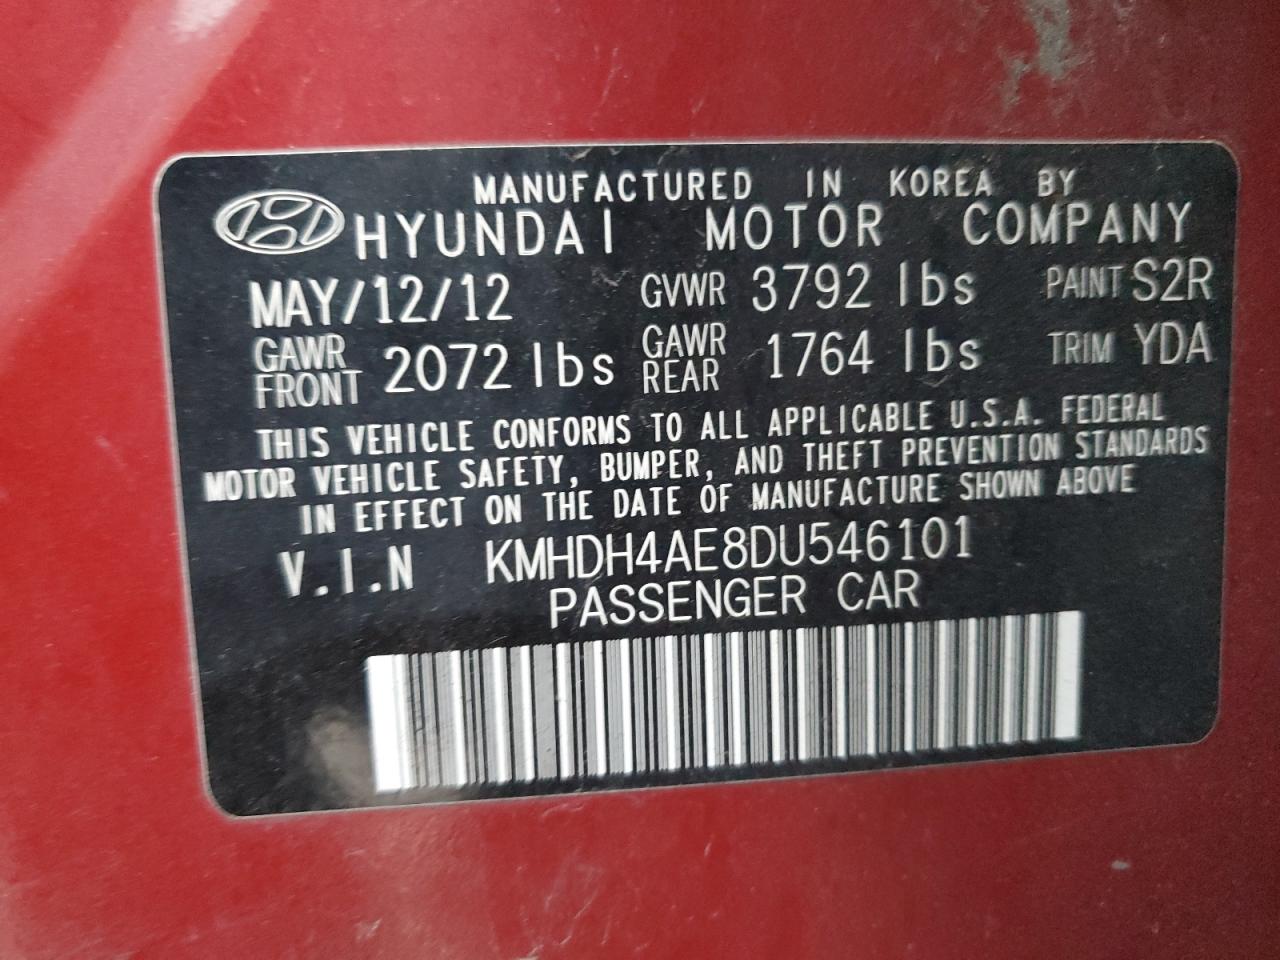 MANUFACTURED IN KOREA BY
HYUNDAI MOTOR COMPANY
MAY/12/12 GVWR 3792 lbs PAINT S2R
GAWR FRONT 2072 lbs GAWR REAR 1764 lbs TRIM YDA
THIS VEHICLE CONFORMS TO ALL APPLICABLE U.S.A. FEDERAL
MOTOR VEHICLE SAFETY, BUMPER, AND THEFT PREVENTION STANDARDS
IN EFFECT ON THE DATE OF MANUFACTURE SHOWN ABOVE
V.I.N KMHDH4AE8DU546101
PASSENGER CAR